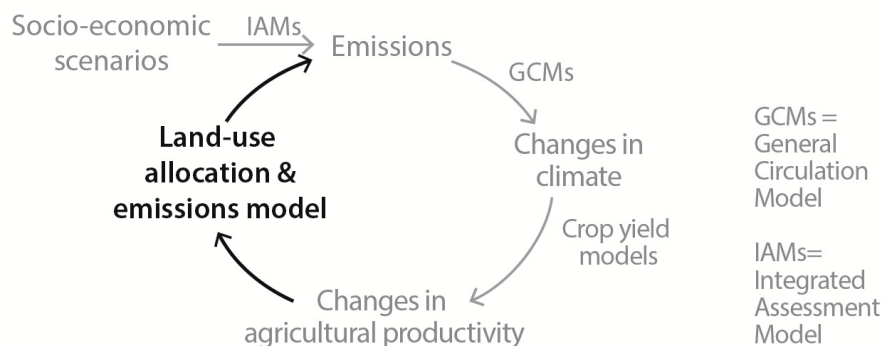 Socio-economic
scenarios
IAMs
Emissions
GCMs
Changes in
climate
Crop yield
models
Changes in
agricultural productivity
Land-use
allocation &
emissions model
GCMs =
General
Circulation
Model
IAMs=
Integrated
Assessment
Model